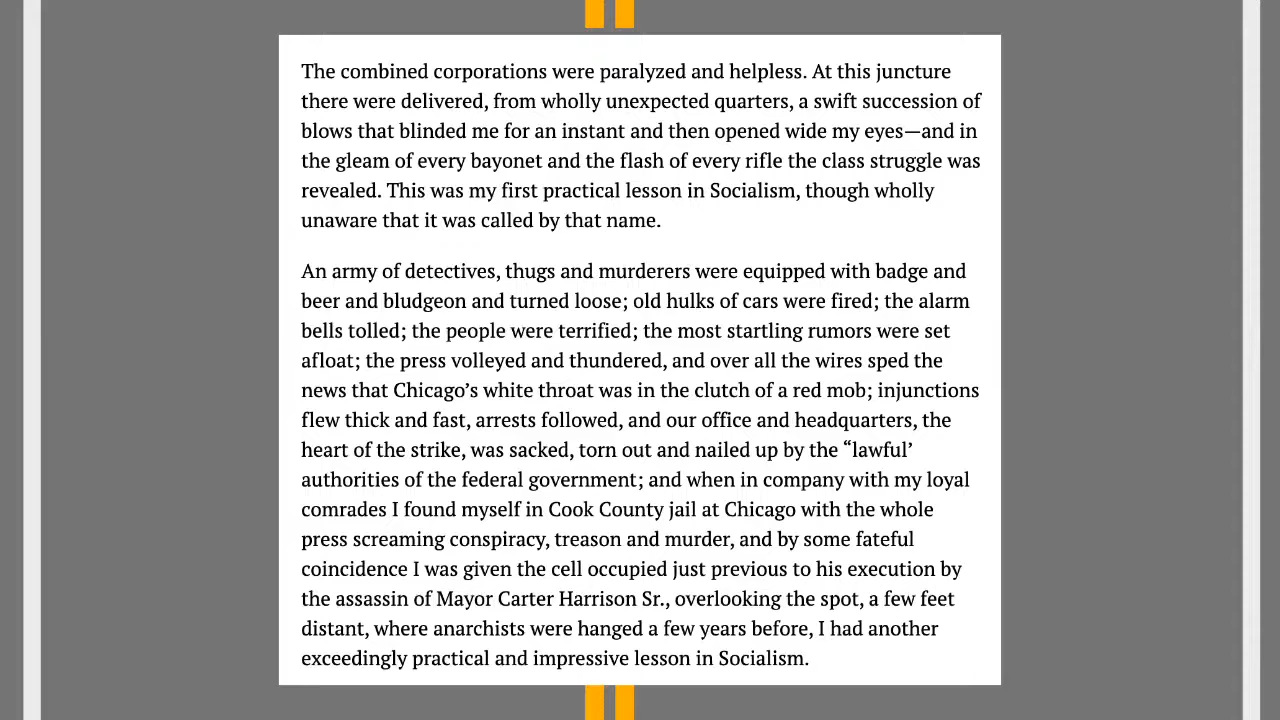 The combined corporations were paralyzed and helpless. At this juncture
there were delivered, from wholly unexpected quarters, a swift succession of
blows that blinded me for an instant and then opened wide my eyes—and in
the gleam of every bayonet and the flash of every rifle the class struggle was
revealed. This was my first practical lesson in Socialism, though wholly
unaware that it was called by that name.
An army of detectives, thugs and murderers were equipped with badge and
beer and bludgeon and turned loose; old hulks of cars were fired; the alarm
bells tolled; the people were terrified; the most startling rumors were set
afloat; the press volleyed and thundered, and over all the wires sped the
news that Chicago’s white throat was in the clutch of a red mob; injunctions
flew thick and fast, arrests followed, and our office and headquarters, the
heart of the strike, was sacked, torn out and nailed up by the “lawful’
authorities of the federal government; and when in company with my loyal
comrades I found myself in Cook County jail at Chicago with the whole
press screaming conspiracy, treason and murder, and by some fateful
coincidence I was given the cell occupied just previous to his execution by
the assassin of Mayor Carter Harrison Sr., overlooking the spot, a few feet
distant, where anarchists were hanged a few years before, I had another
exceedingly practical and impressive lesson in Socialism.